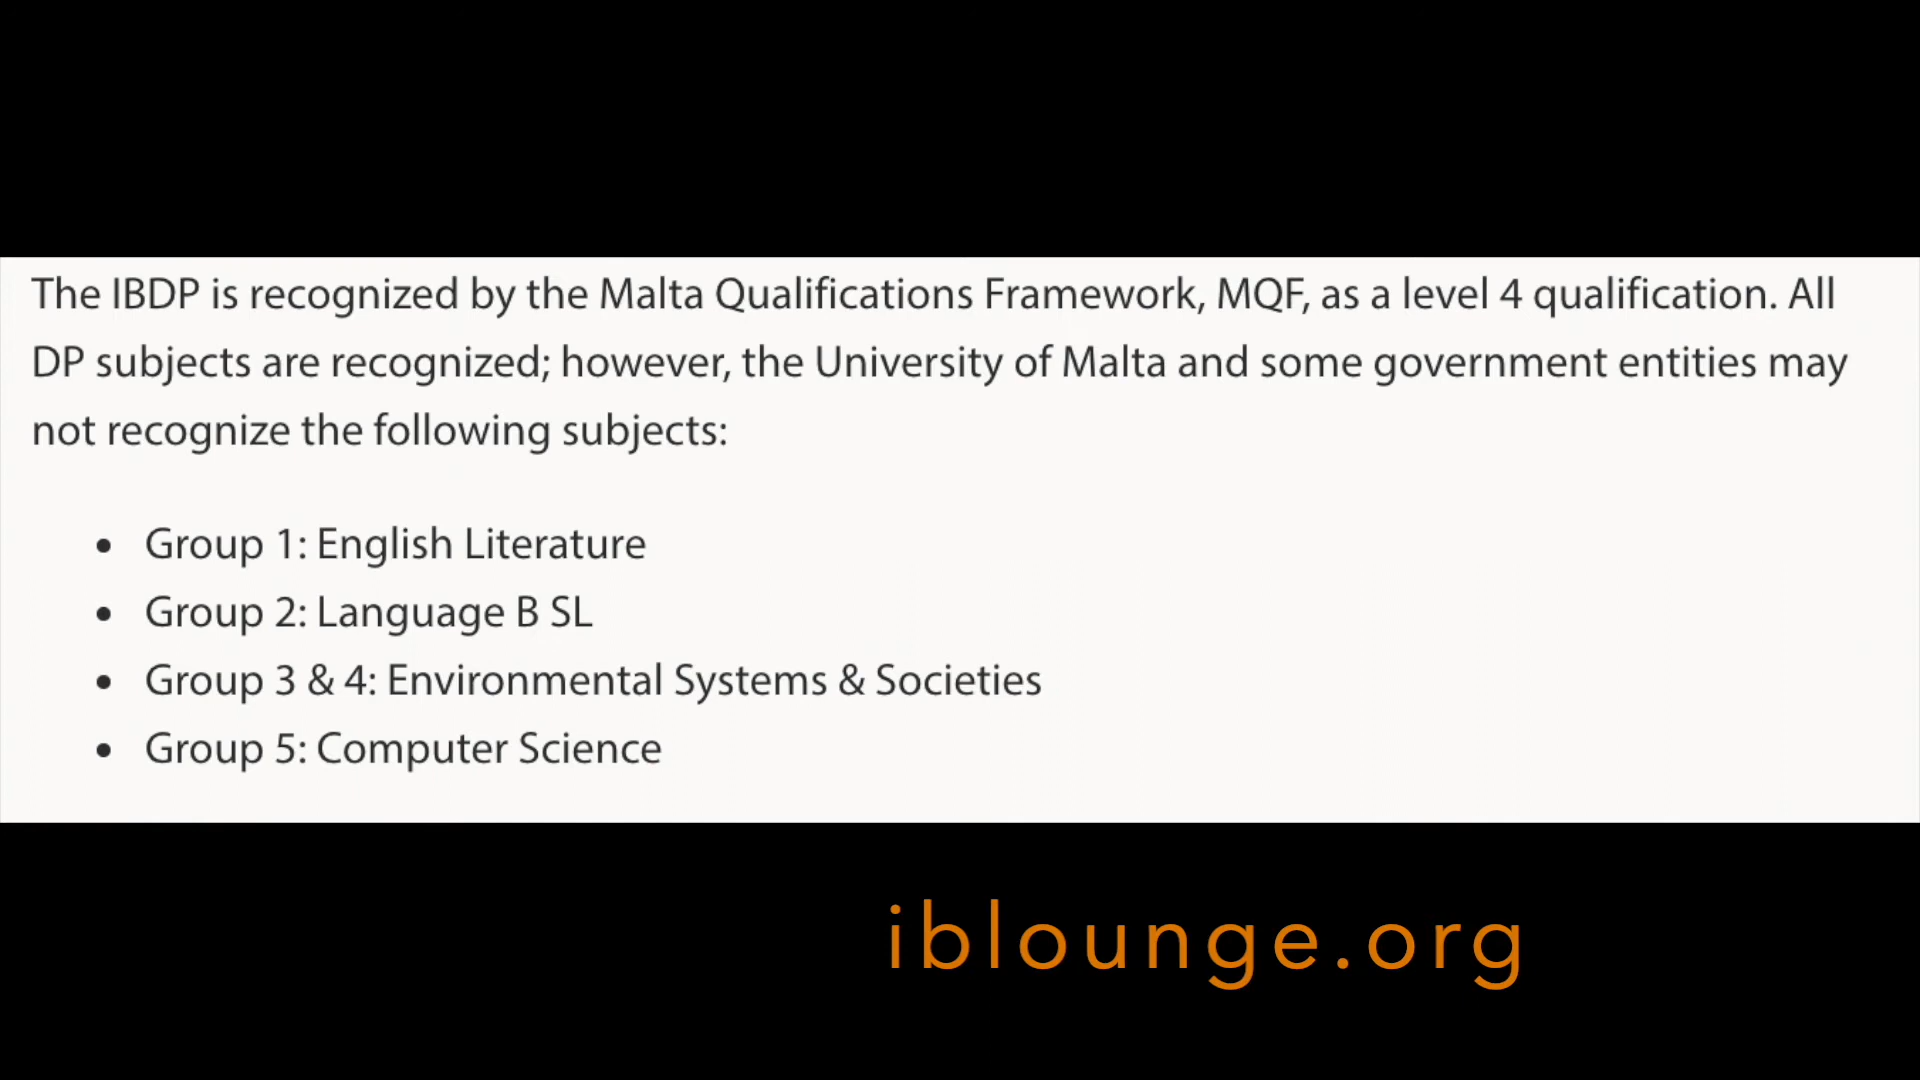 The IBDP is recognized by the Malta Qualifications Framework, MQF, as a level 4 qualification. All
DP subjects are recognized; however, the University of Malta and some government entities may
not recognize the following subjects:
• Group 1: English Literature
• Group 2: Language B SL
• Group 3 & 4: Environmental Systems & Societies
• Group 5: Computer Science
iblounge.org